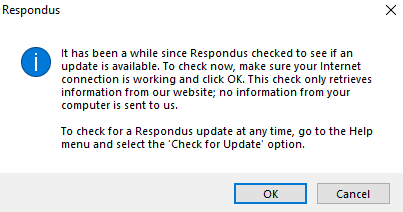 Respondus
It has been a while since Respondus checked to see if an
update is available. To check now, make sure your Internet
connection is working and click OK. This check only retrieves
information from our website; no information from your
computer is sent to us.
To check for a Respondus update at any time, go to the Help
menu and select the 'Check for Update' option.
OK
Cancel